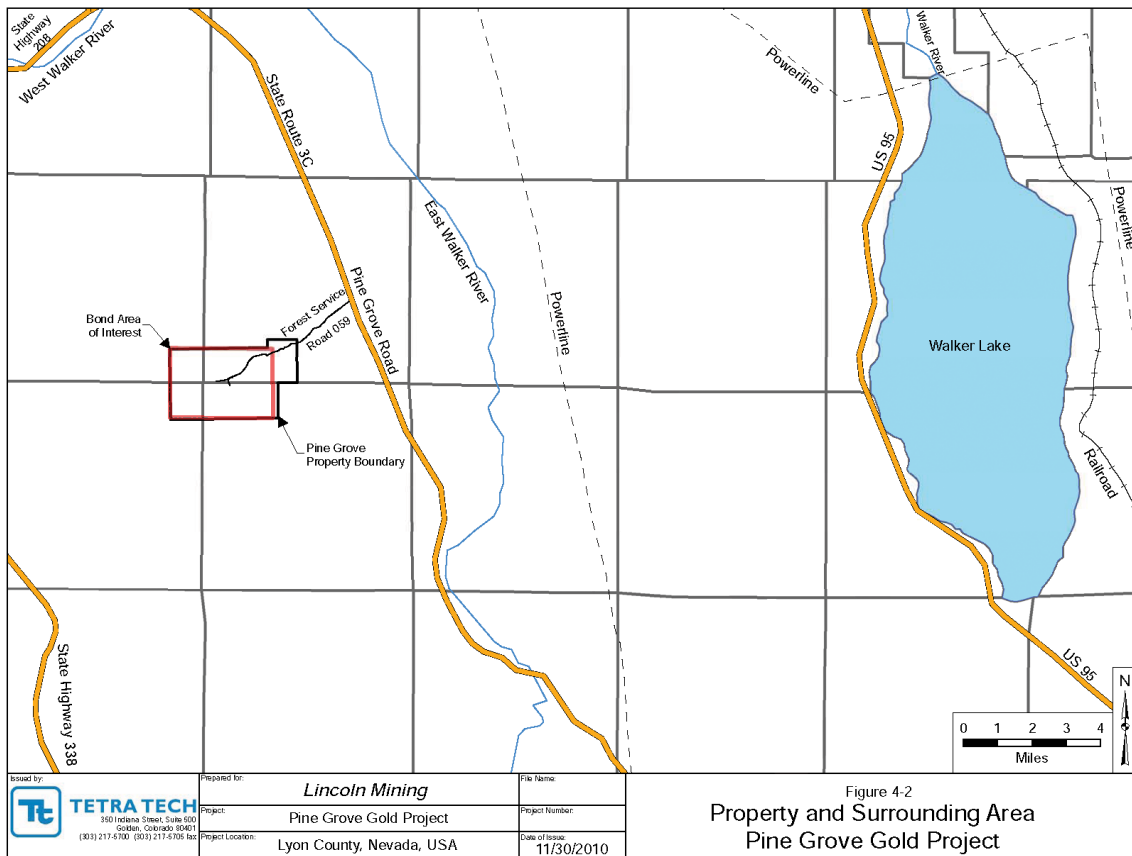 State
Highway
208
West Walker River
State Route 3C
Powerline
Walker River
US 95
East Walker River
Powerline
Powerline
Pine Grove Road
Forest Service
Road 059
Bond Area
of Interest
Walker Lake
Pine Grove
Property Boundary
Railroad
State Highway 338
US 95
N
0 1 2 3 4
Miles
Issued by:
Tt
TETRA TECH
350 Indiana Street, Suite 500
Golden, Colorado 80401
(303) 217-5700 (303) 217-5705 fax
Prepared for:
Lincoln Mining
Project:
Pine Grove Gold Project
Project Location:
Lyon County, Nevada, USA
File Name:
Project Number:
Date of Issue:
11/30/2010
Figure 4-2
Property and Surrounding Area
Pine Grove Gold Project